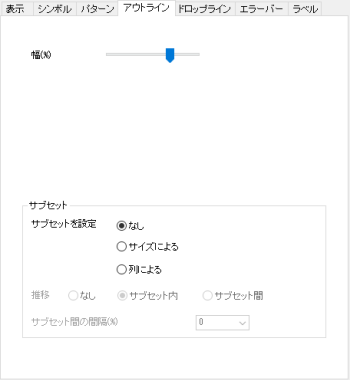 表示 シンボル パターン アウトライン ドロップライン エラーバー ラベル
幅(%)
サブセット
サブセットを設定 なし
サイズによる
列による
推移 なし サブセット内 サブセット間
サブセット間の間隔(%) 0